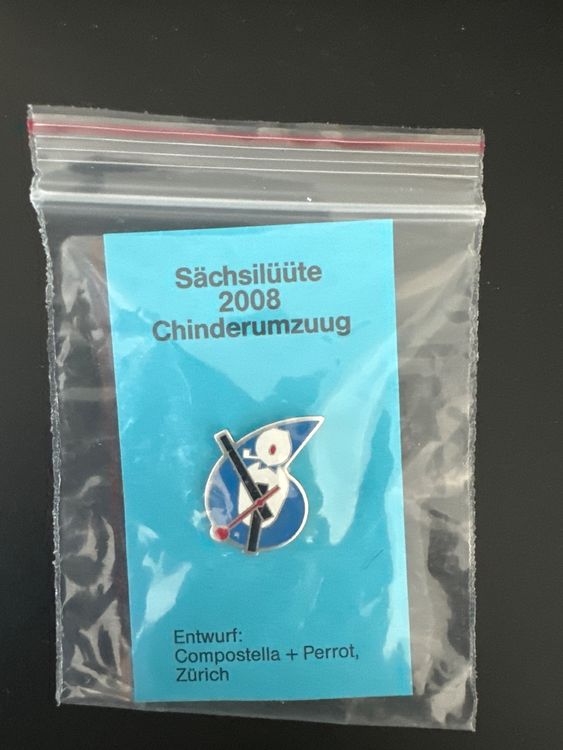 Sächsilüüte
2008
Chinderumzuug
Entwurf:
Compostella + Perrot,
Zürich